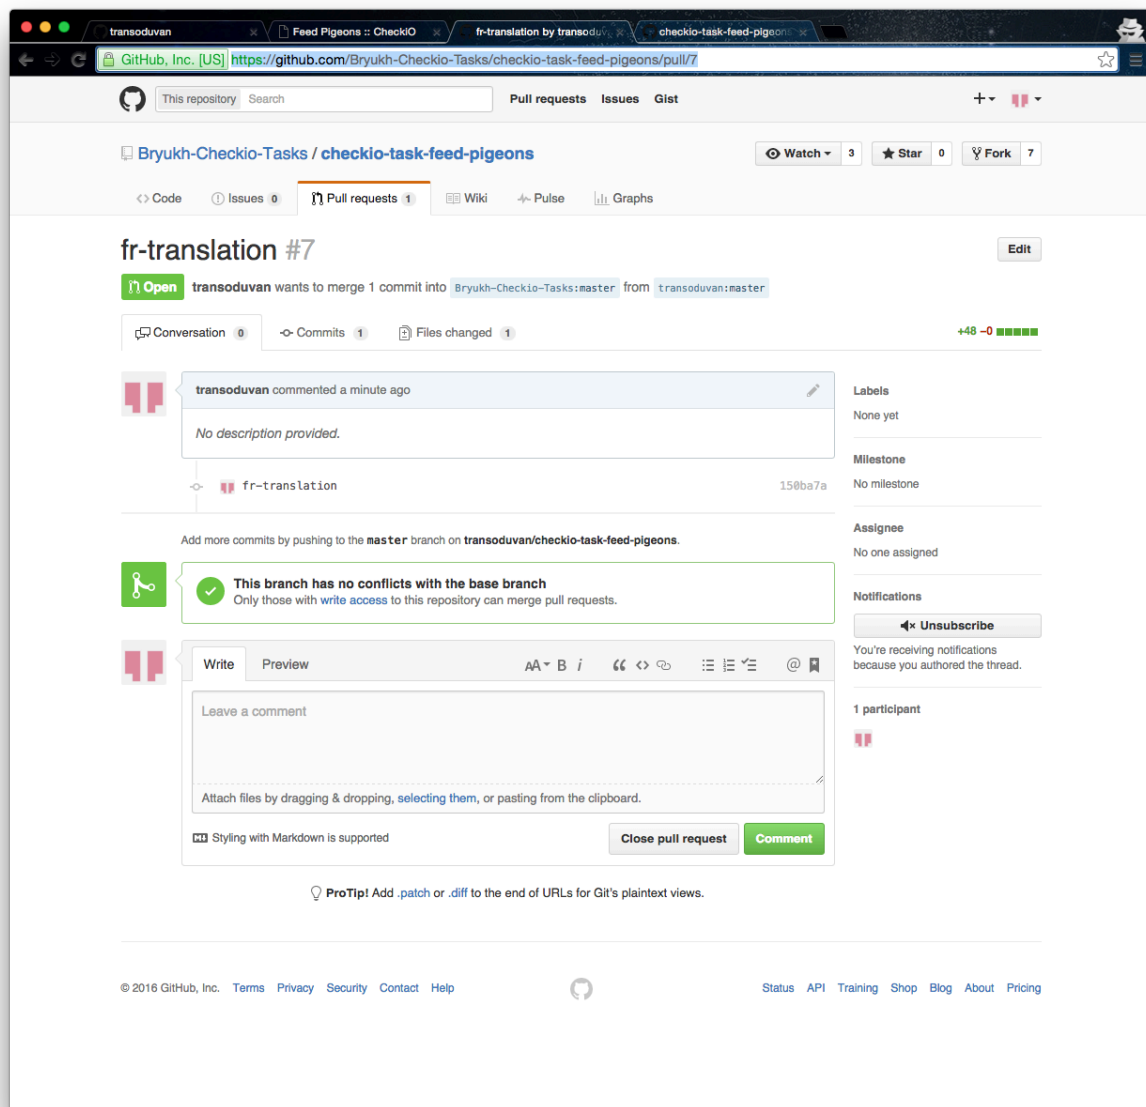 transoduvan Feed Pigeons :: CheckiO fr-translation by transoduv checkio-task-feed-pigeons
GitHub, Inc. [US] https://github.com/Bryukh-Checkio-Tasks/checkio-task-feed-pigeons/pull/7
This repository Search Pull requests Issues Gist
Bryukh-Checkio-Tasks / checkio-task-feed-pigeons Watch 3 Star 0 Fork 7
Code Issues 0 Pull requests 1 Wiki Pulse Graphs
fr-translation #7 Edit
Open transoduvan wants to merge 1 commit into Bryukh-Checkio-Tasks:master from transoduvan:master
Conversation 0 Commits 1 Files changed 1 +48 −0
transoduvan commented a minute ago
No description provided.
fr-translation 150ba7a
Add more commits by pushing to the master branch on transoduvan/checkio-task-feed-pigeons.
This branch has no conflicts with the base branch
Only those with write access to this repository can merge pull requests.
Write Preview AA B i
Leave a comment
Attach files by dragging & dropping, selecting them, or pasting from the clipboard.
Styling with Markdown is supported Close pull request Comment
ProTip! Add .patch or .diff to the end of URLs for Git's plaintext views.
Labels
None yet
Milestone
No milestone
Assignee
No one assigned
Notifications
Unsubscribe
You're receiving notifications
because you authored the thread.
1 participant
© 2016 GitHub, Inc. Terms Privacy Security Contact Help Status API Training Shop Blog About Pricing